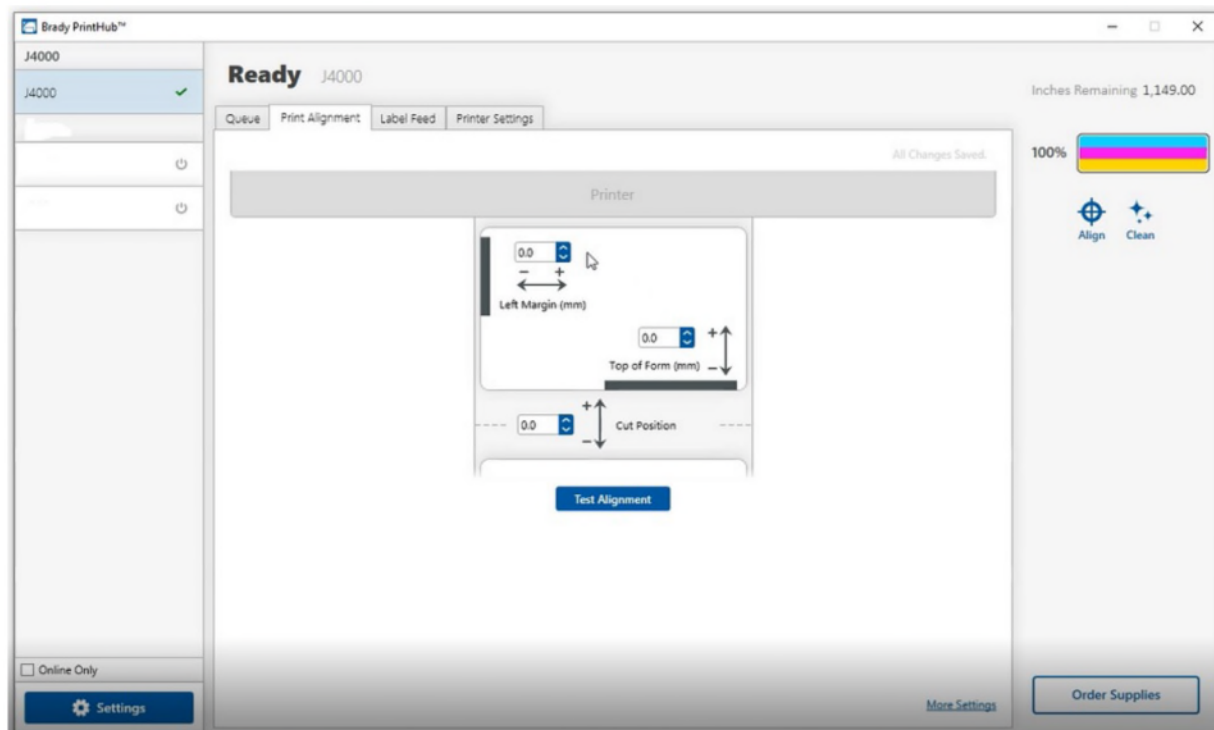 Brady PrintHub™
J4000
J4000
Ready J4000
Inches Remaining 1,149.00
Queue Print Alignment Label Feed Printer Settings
All Changes Saved.
100%
Printer
Align Clean
0.0
− +
Left Margin (mm)
0.0 +
Top of Form (mm) −
+
0.0 Cut Position
−
Test Alignment
Online Only
Settings
More Settings
Order Supplies